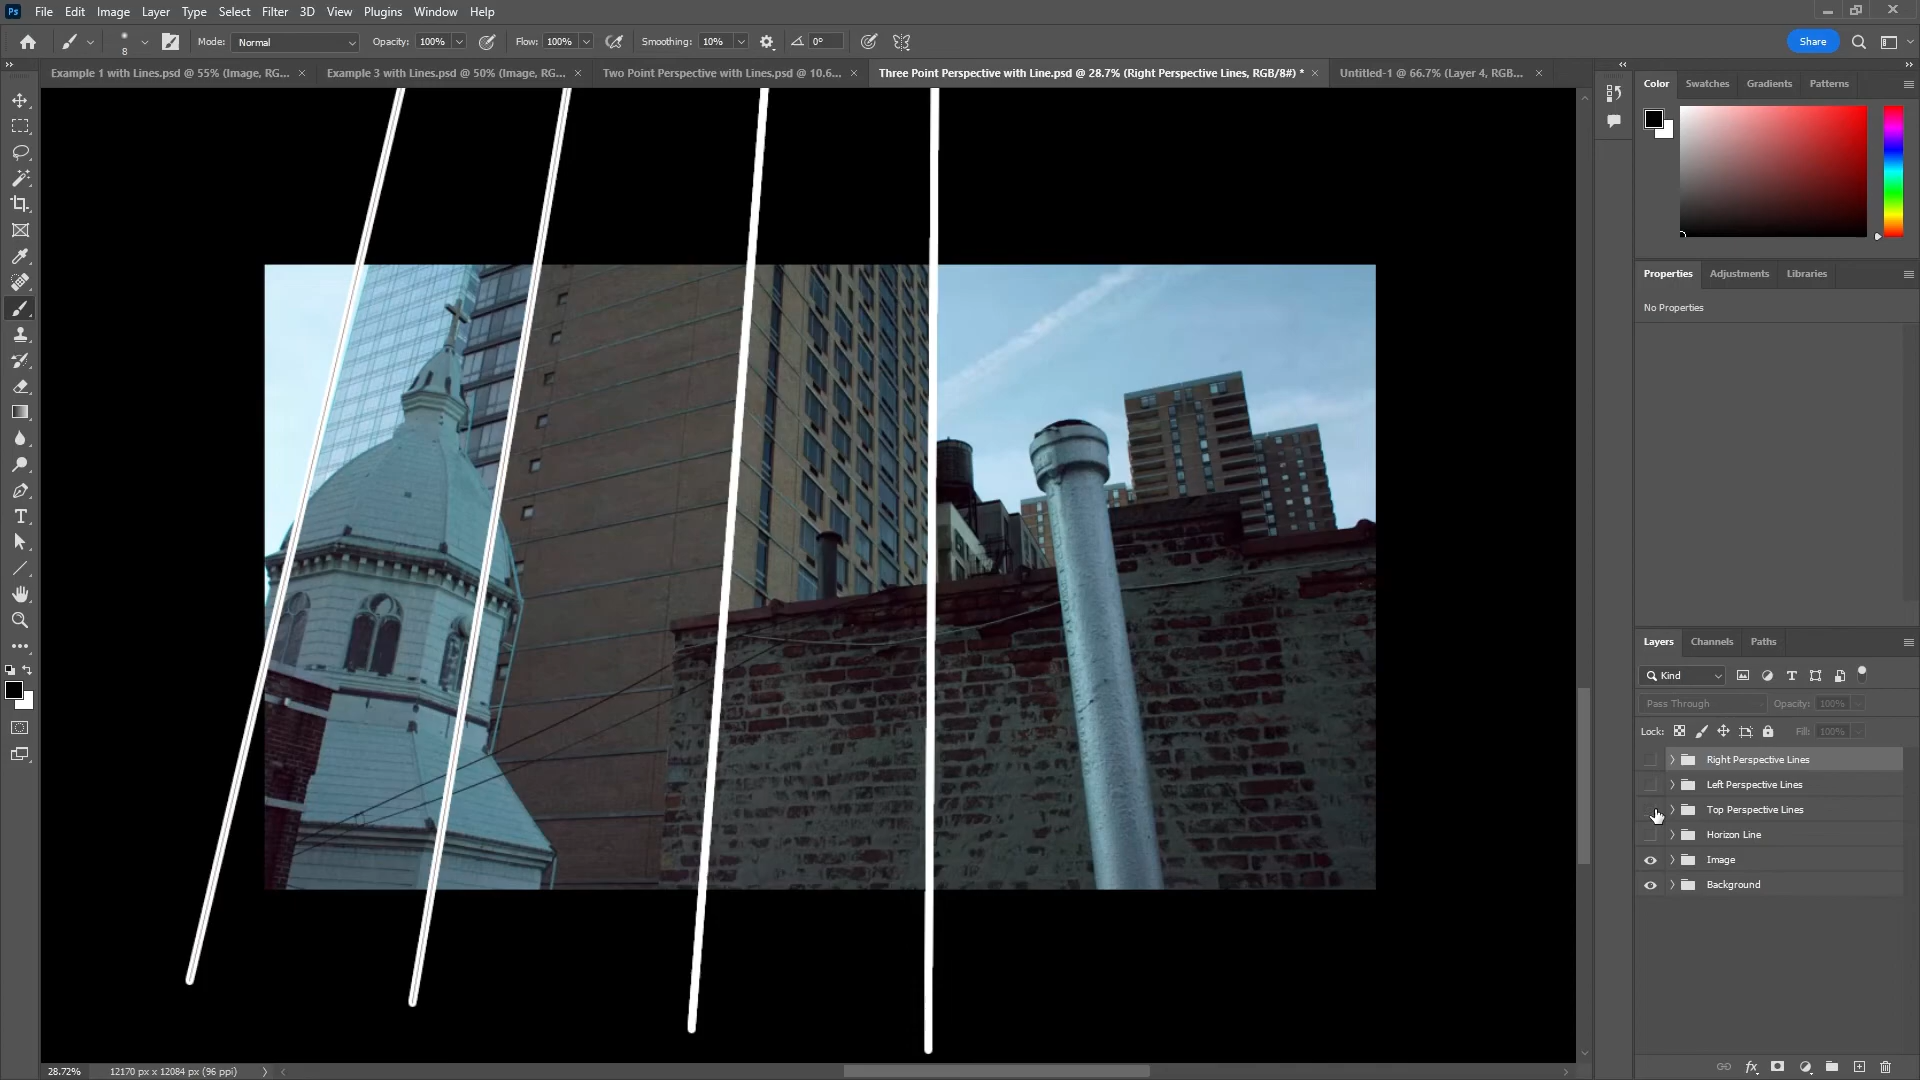 Ps File Edit Image Layer Type Select Filter 3D View Plugins Window Help
8 Mode: Normal Opacity: 100% Flow: 100% Smoothing: 10% 0° Share
Example 1 with Lines.psd @ 55% (Image, RG... × Example 3 with Lines.psd @ 50% (Image, RG... × Two Point Perspective with Lines.psd @ 10.6... × Three Point Perspective with Line.psd @ 28.7% (Right Perspective Lines, RGB/8#) * × Untitled-1 @ 66.7% (Layer 4, RGB... ×
Color Swatches Gradients Patterns
Properties Adjustments Libraries
No Properties
Layers Channels Paths
Kind
Pass Through Opacity: 100%
Lock: Fill: 100%
Right Perspective Lines
Left Perspective Lines
Top Perspective Lines
Horizon Line
Image
Background
28.72% 12170 px x 12084 px (96 ppi)